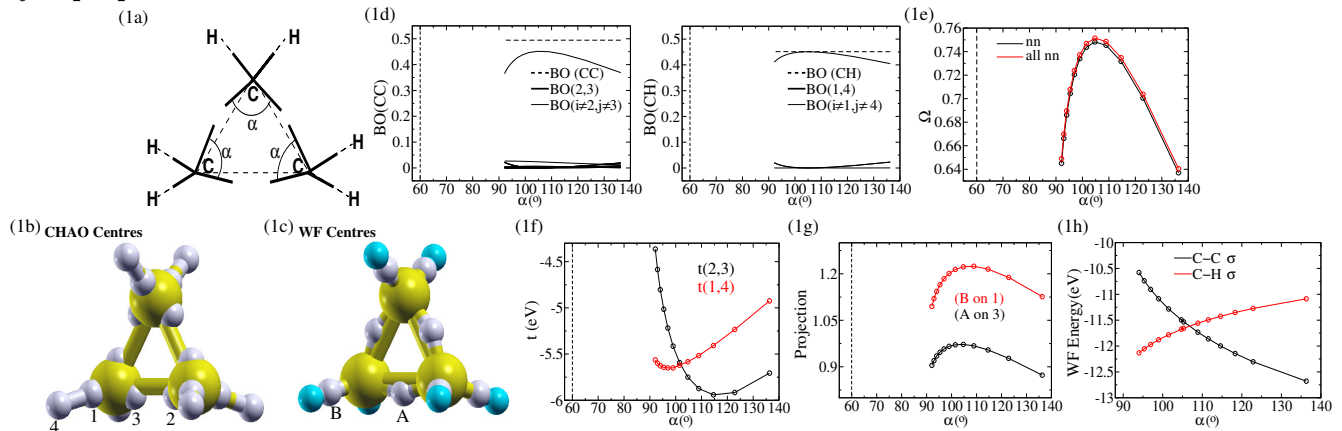 (1a)
H
H
C
α
α
α
C
C
H
H
H
H
(1d)
BO(CC)
0.5
0.4
0.3
0.2
0.1
0
BO (CC)
BO(2,3)
BO(i≠2,j≠3)
60 70 80 90 100 110 120 130 140
α(º)
BO(CH)
0.5
0.4
0.3
0.2
0.1
0
BO (CH)
BO(1,4)
BO(i≠1,j≠4)
60 70 80 90 100 110 120 130 140
α(º)
(1e)
Ω
0.76
0.74
0.72
0.70
0.68
0.66
0.64
nn
all nn
60 70 80 90 100 110 120 130 140
α(º)
(1b) CHAO Centres
4
1
3
2
(1c) WF Centres
B
A
(1f)
t (eV)
-4.5
-5
-5.5
-6
t(2,3)
t(1,4)
60 70 80 90 100 110 120 130 140
α(º)
(1g)
Projection
1.2
1.05
0.9
(B on 1)
(A on 3)
60 70 80 90 100 110 120 130 140
α(º)
(1h)
WF Energy(eV)
-10
-10.5
-11
-11.5
-12
-12.5
-13
C−C σ
C−H σ
90 100 110 120 130 140
α(º)